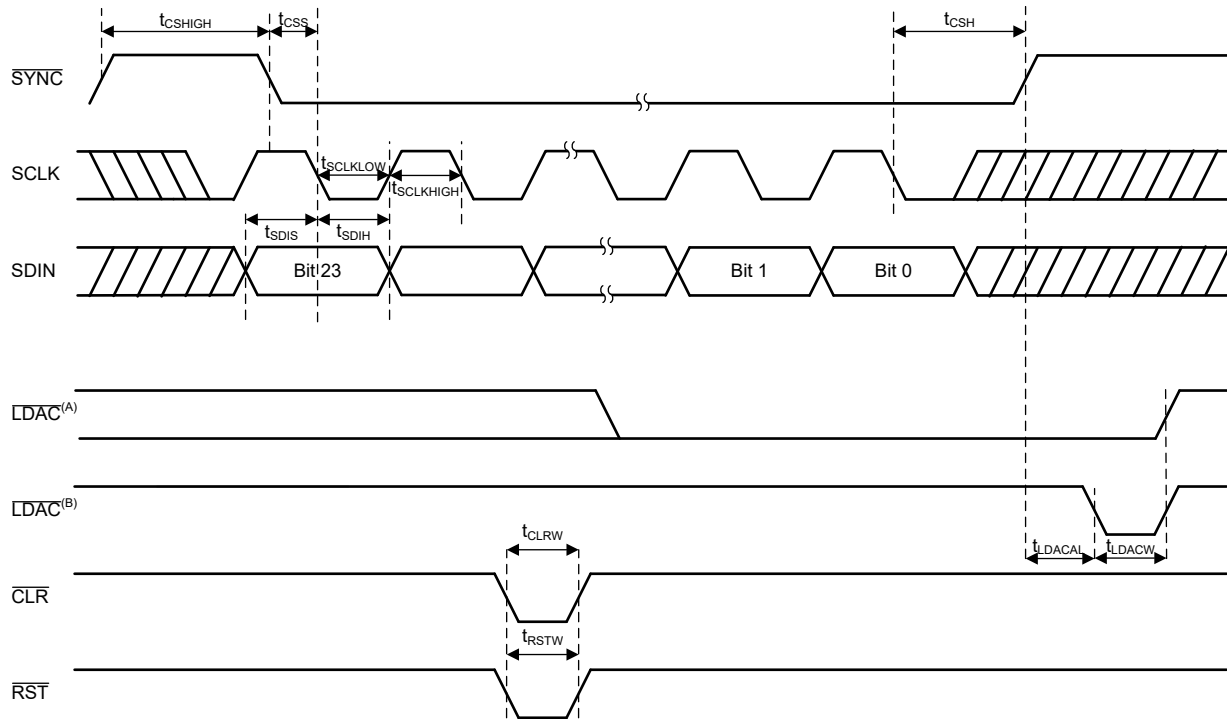 tCSHIGH tCSS tCSH
SYNC
SCLK tSCLKLOW
tSCLKHIGH
tSDIS tSDIH
SDIN Bit 23 Bit 1 Bit 0
LDAC(A)
LDAC(B)
tCLRW
tLDACAL tLDACW
CLR
tRSTW
RST